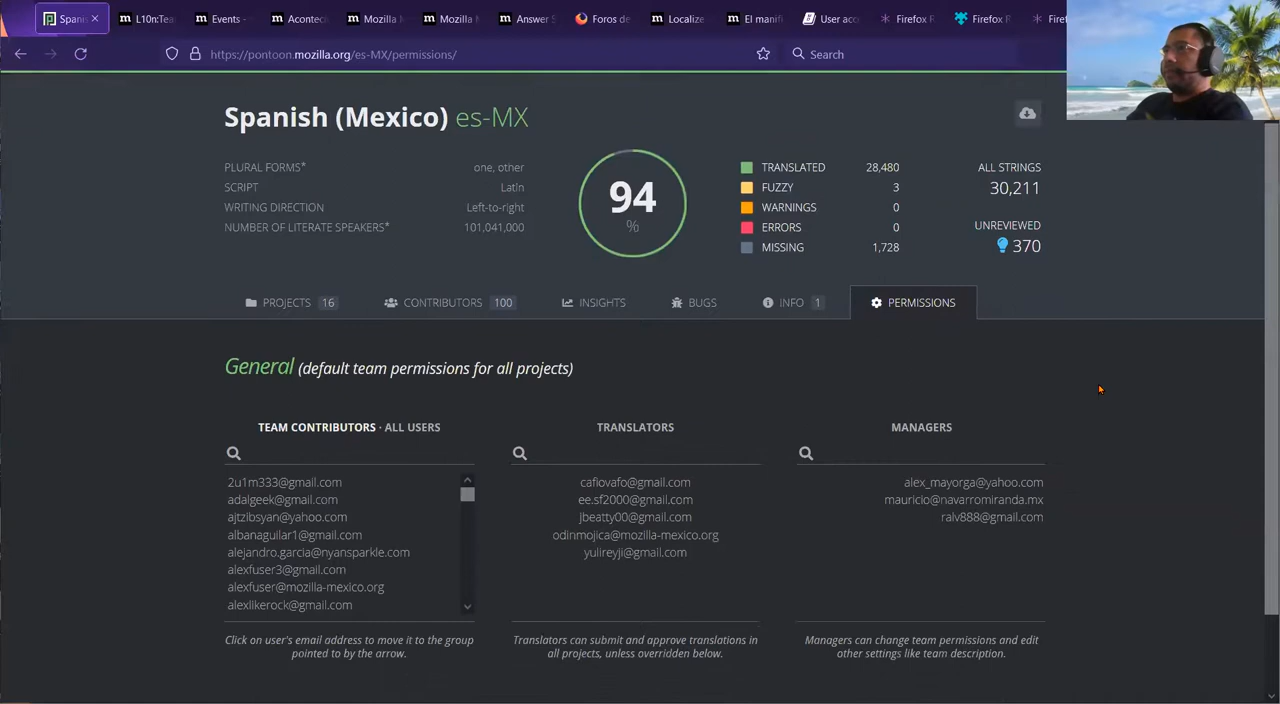 Spanis
L10n:Tea
Events -
Acontec
Mozilla
Mozilla
Answer S
Foros de
Localize
El manif
User acc
Firefox R
Firefox R
Firef
https://pontoon.mozilla.org/es-MX/permissions/
Search
Spanish (Mexico) es-MX
PLURAL FORMS* one, other
SCRIPT Latin
WRITING DIRECTION Left-to-right
NUMBER OF LITERATE SPEAKERS* 101,041,000
94
%
TRANSLATED 28,480
FUZZY 3
WARNINGS 0
ERRORS 0
MISSING 1,728
ALL STRINGS
30,211
UNREVIEWED
370
PROJECTS 16
CONTRIBUTORS 100
INSIGHTS
BUGS
INFO 1
PERMISSIONS
General (default team permissions for all projects)
TEAM CONTRIBUTORS · ALL USERS
2u1m333@gmail.com
adalgeek@gmail.com
ajtzibsyan@yahoo.com
albanaguilar1@gmail.com
alejandro.garcia@nyansparkle.com
alexfuser3@gmail.com
alexfuser@mozilla-mexico.org
alexlikerock@gmail.com
Click on user's email address to move it to the group
pointed to by the arrow.
TRANSLATORS
cafiovafo@gmail.com
ee.sf2000@gmail.com
jbeatty00@gmail.com
odinmojica@mozilla-mexico.org
yulireyji@gmail.com
Translators can submit and approve translations in
all projects, unless overridden below.
MANAGERS
alex_mayorga@yahoo.com
mauricio@navarromiranda.mx
ralv888@gmail.com
Managers can change team permissions and edit
other settings like team description.